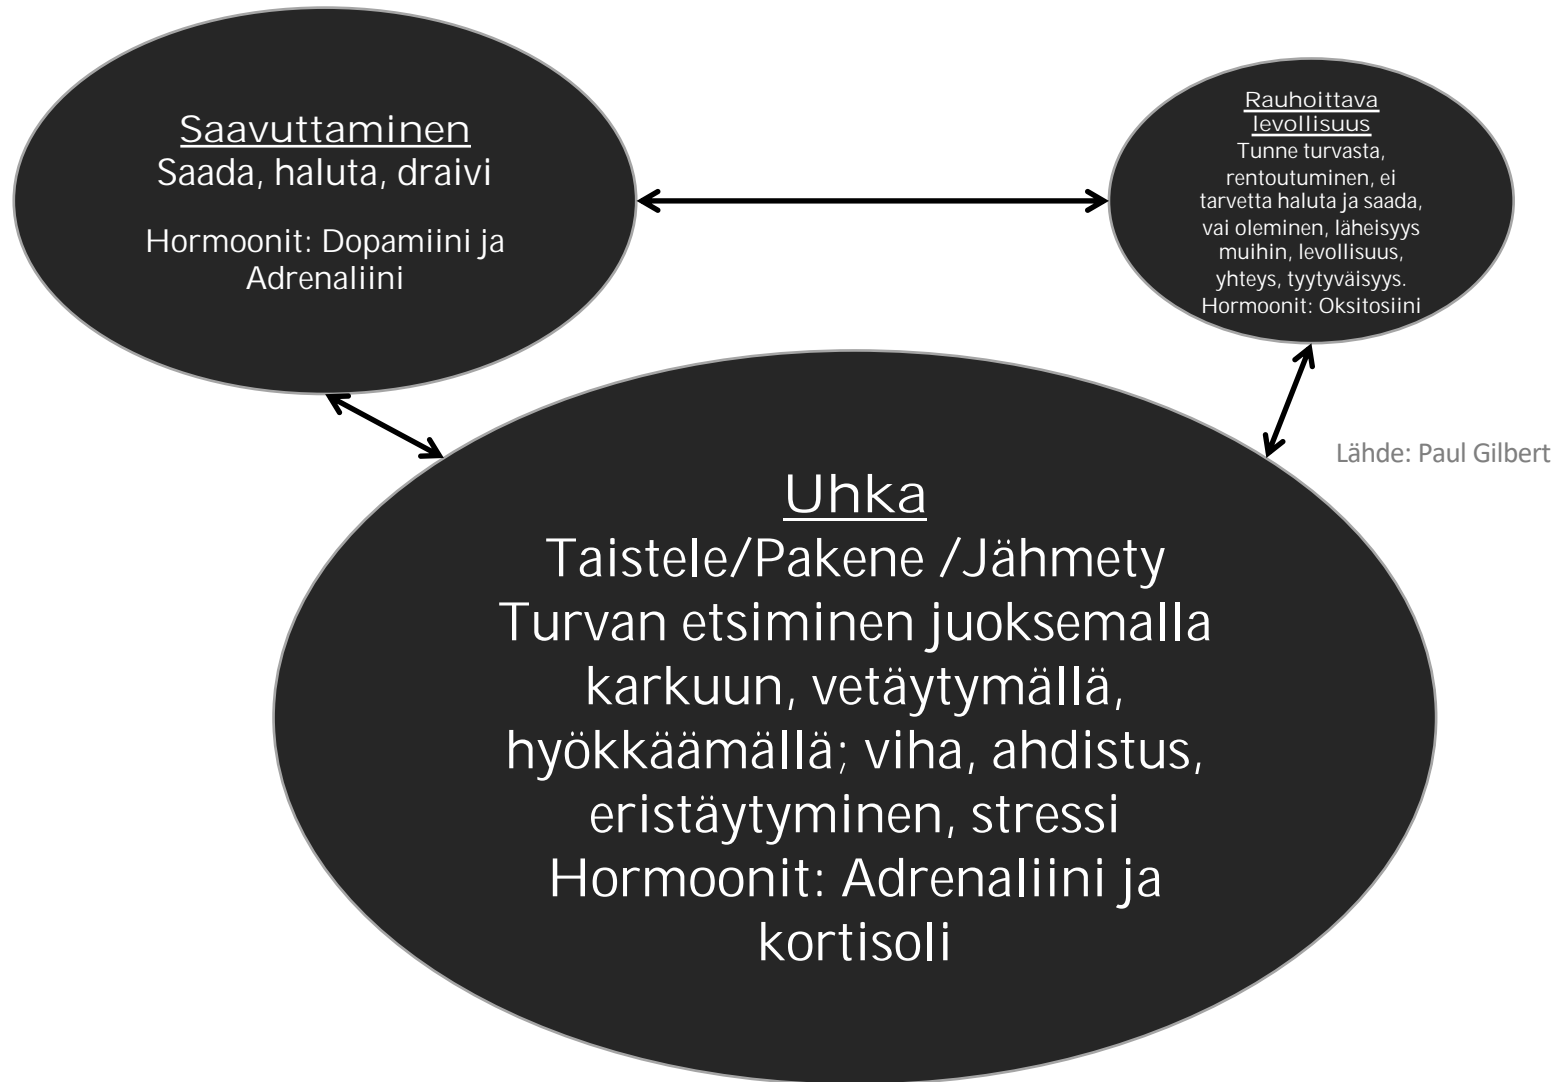 Saavuttaminen
Saada, haluta, draivi
Hormoonit: Dopamiini ja
Adrenaliini
Rauhoittava
levollisuus
Tunne turvasta,
rentoutuminen, ei
tarvetta haluta ja saada,
vai oleminen, läheisyys
muihin, levollisuus,
yhteys, tyytyväisyys.
Hormoonit: Oksitosiini
Lähde: Paul Gilbert
Uhka
Taistele/Pakene /Jähmety
Turvan etsiminen juoksemalla
karkuun, vetäytymällä,
hyökkäämällä; viha, ahdistus,
eristäytyminen, stressi
Hormoonit: Adrenaliini ja
kortisoli